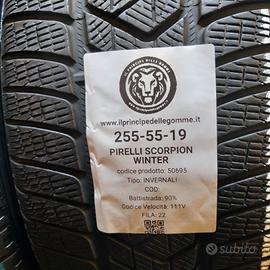 IL PRINCIPE DELLE GOMME
www.ilprincipedellegomme.it
255-55-19
PIRELLI SCORPION
WINTER
codice prodotto: 50695
Tipo: INVERNALI
COD:
Battistrada: 90%
Codice Velocità: 111V
FILA: 22
subito